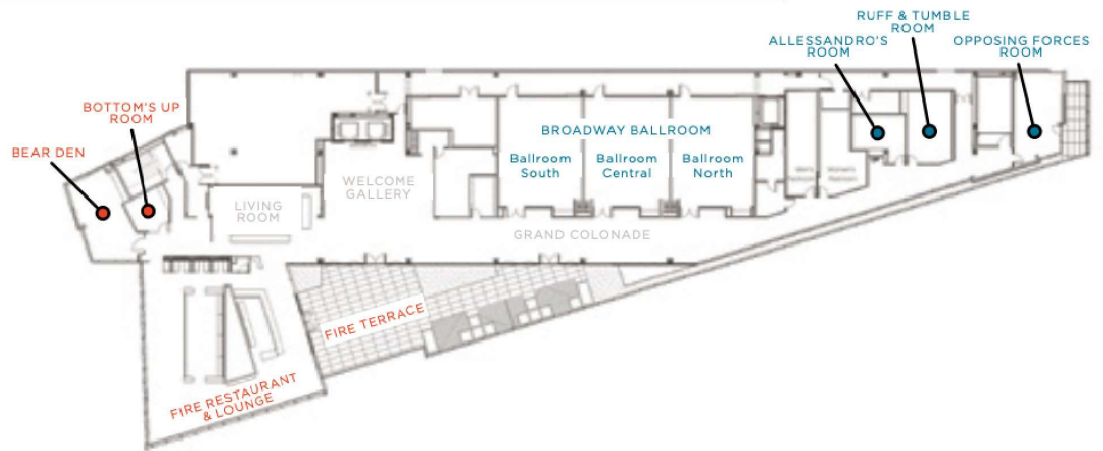 RUFF & TUMBLE
ROOM
ALLESSANDRO'S
ROOM
OPPOSING FORCES
ROOM
BOTTOM'S UP
ROOM
BEAR DEN
BROADWAY BALLROOM
Ballroom
South
Ballroom
Central
Ballroom
North
WELCOME
GALLERY
LIVING
ROOM
GRAND COLONADE
FIRE TERRACE
FIRE RESTAURANT
& LOUNGE